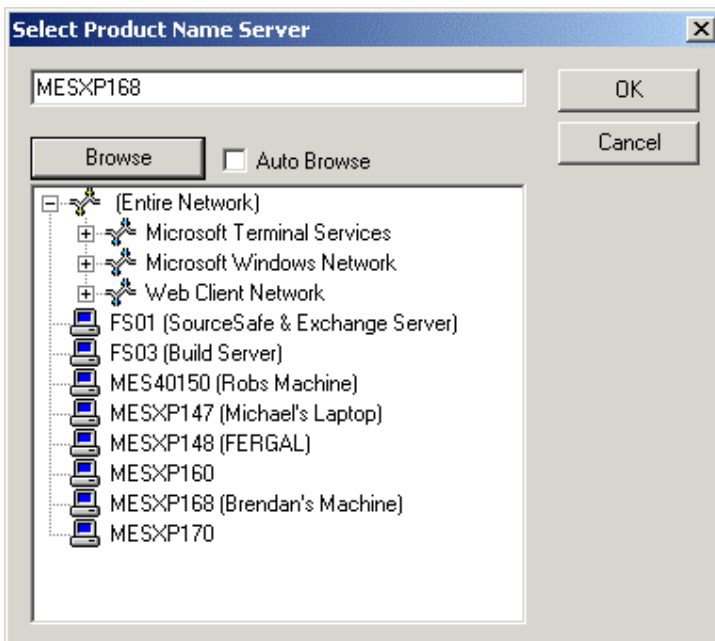 Select Product Name Server
MESXP168
OK
Cancel
Browse
Auto Browse
(Entire Network)
Microsoft Terminal Services
Microsoft Windows Network
Web Client Network
FS01 (SourceSafe & Exchange Server)
FS03 (Build Server)
MES40150 (Robs Machine)
MESXP147 (Michael's Laptop)
MESXP148 (FERGAL)
MESXP160
MESXP168 (Brendan's Machine)
MESXP170